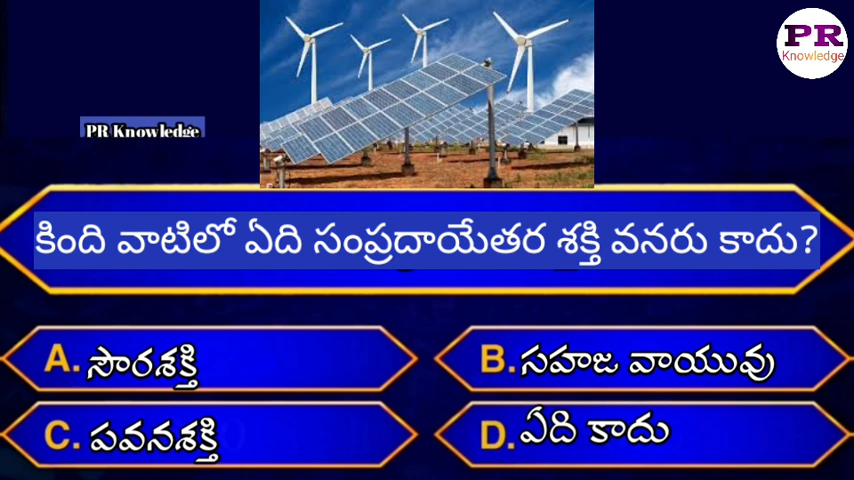 PR
Knowledge
PR Knowledge
కింది వాటిలో ఏది సంప్రదాయేతర శక్తి వనరు కాదు?
A. సౌరశక్తి
B. సహజ వాయువు
C. పవనశక్తి
D. ఏది కాదు